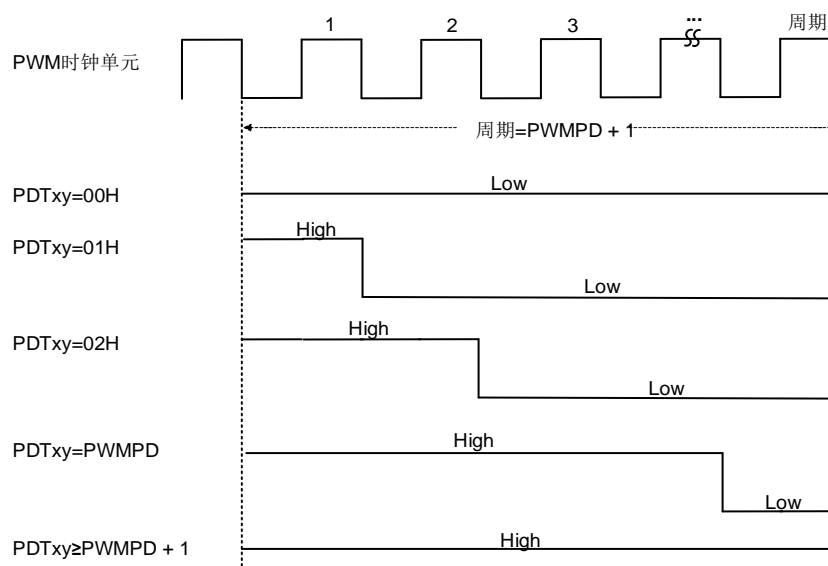 1 2 3 ... 周期
PWM时钟单元
周期=PWMPD + 1
PDTxy=00H Low
PDTxy=01H High Low
PDTxy=02H High Low
PDTxy=PWMPD High Low
PDTxy≥PWMPD + 1 High